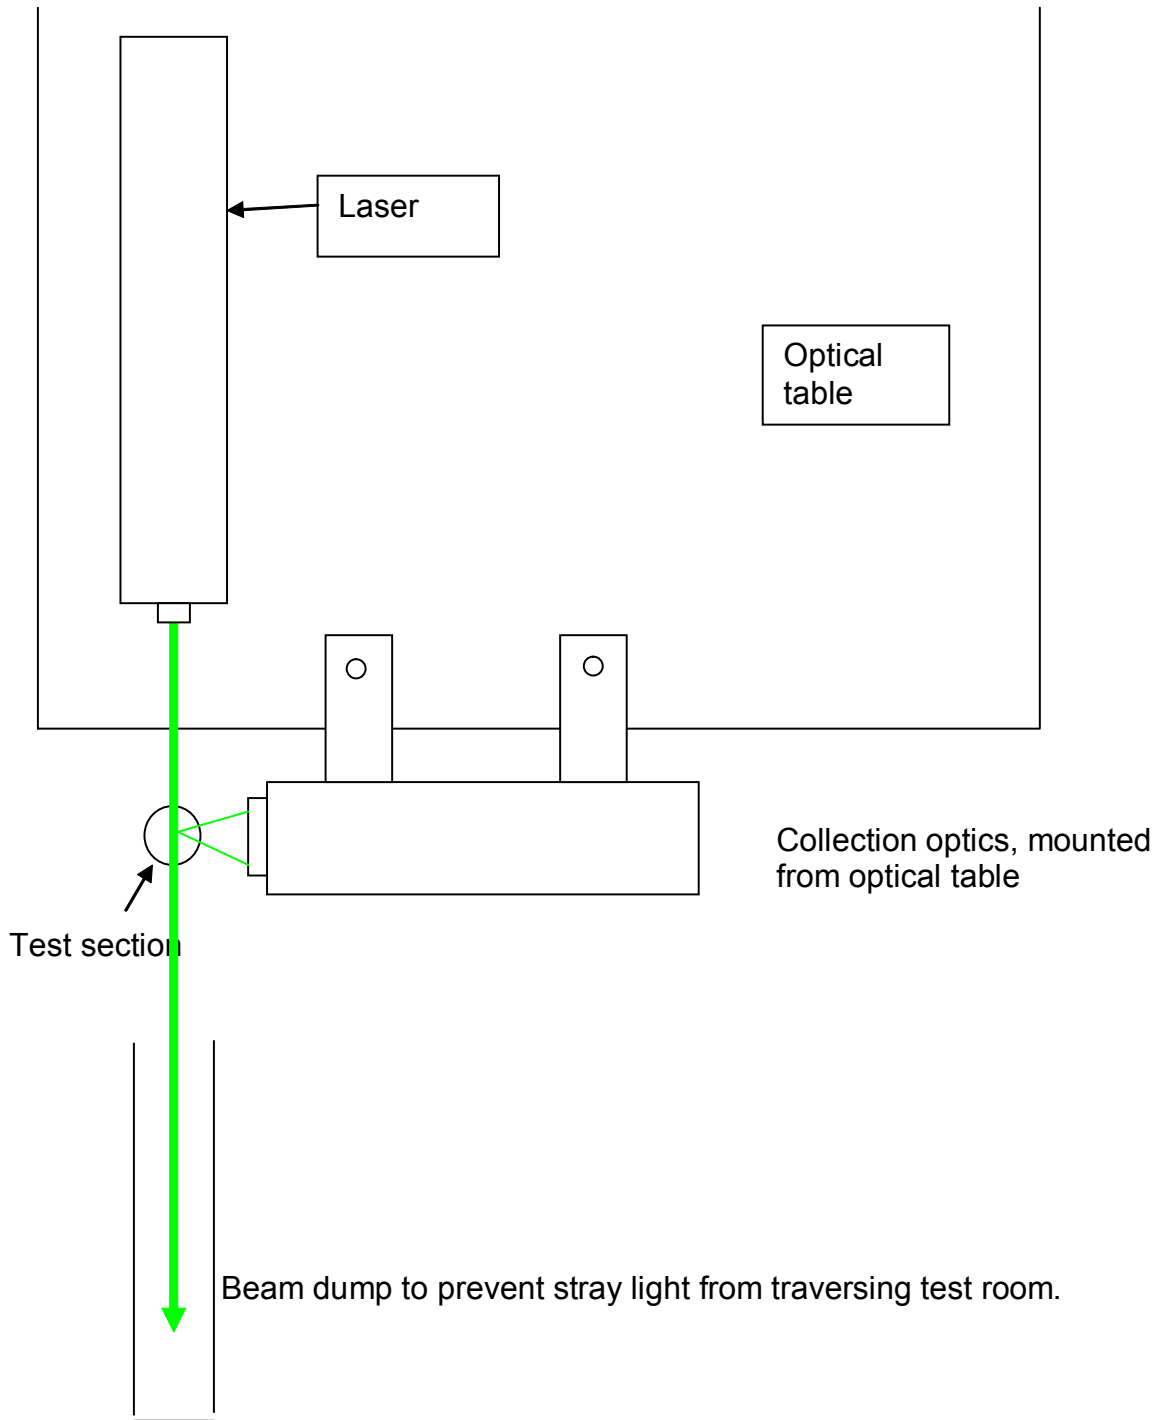 Laser
Optical
table
Collection optics, mounted
from optical table
Test section
Beam dump to prevent stray light from traversing test room.